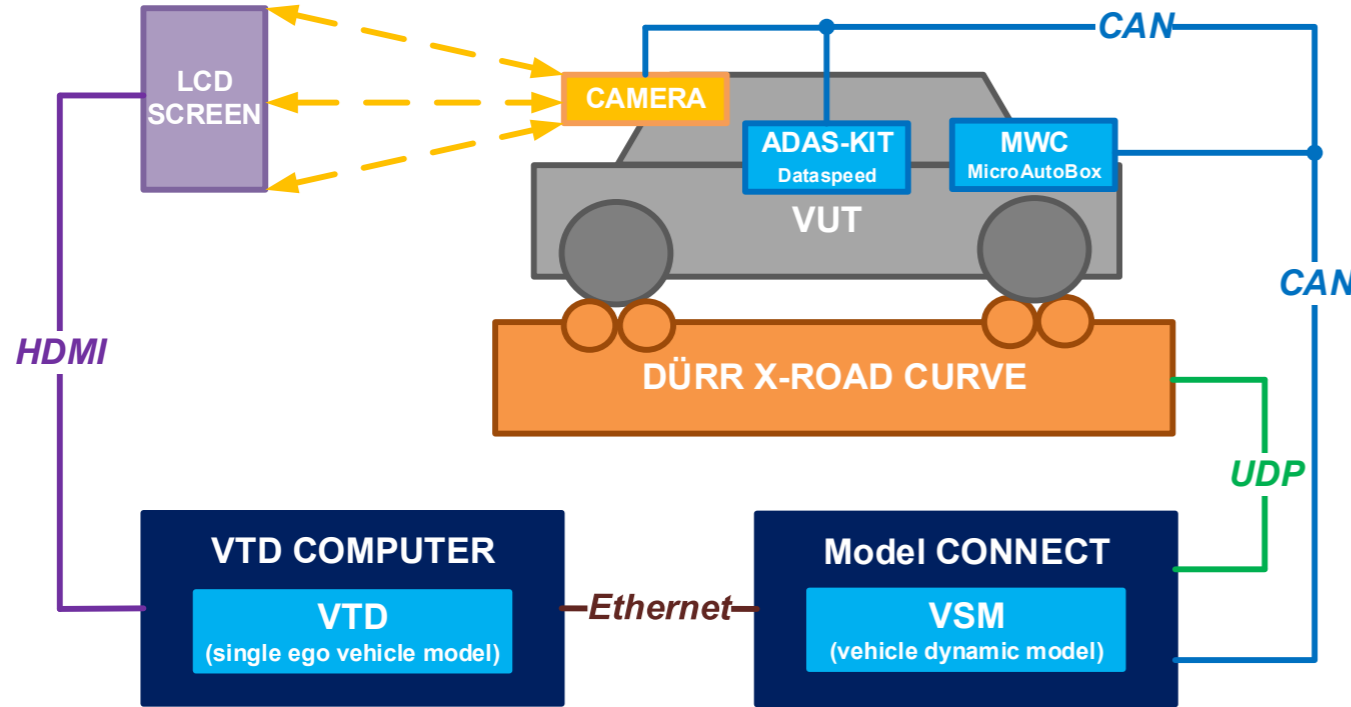 CAN
LCD
SCREEN
CAMERA
ADAS-KIT
Dataspeed
MWC
MicroAutoBox
VUT
CAN
HDMI
DÜRR X-ROAD CURVE
UDP
VTD COMPUTER
VTD
(single ego vehicle model)
Ethernet
Model CONNECT
VSM
(vehicle dynamic model)